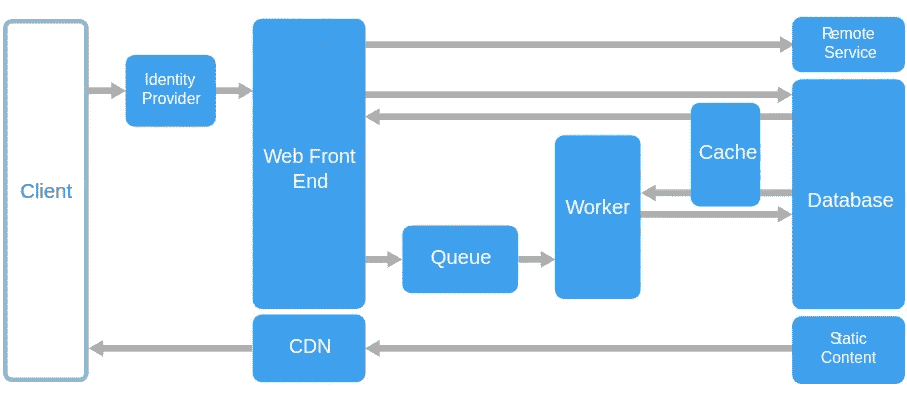 Client
Identity
Provider
Web Front
End
CDN
Queue
Worker
Cache
Remote
Service
Database
Static
Content